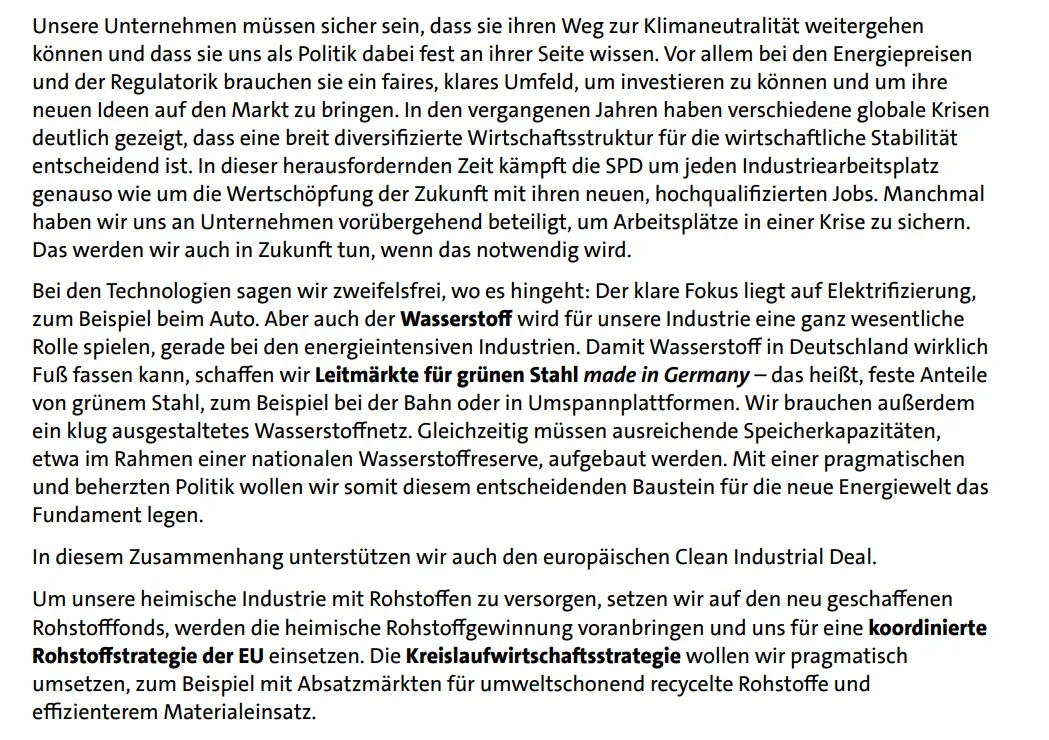 Unsere Unternehmen müssen sicher sein, dass sie ihren Weg zur Klimaneutralität weitergehen
können und dass sie uns als Politik dabei fest an ihrer Seite wissen. Vor allem bei den Energiepreisen
und der Regulatorik brauchen sie ein faires, klares Umfeld, um investieren zu können und um ihre
neuen Ideen auf den Markt zu bringen. In den vergangenen Jahren haben verschiedene globale Krisen
deutlich gezeigt, dass eine breit diversifizierte Wirtschaftsstruktur für die wirtschaftliche Stabilität
entscheidend ist. In dieser herausfordernden Zeit kämpft die SPD um jeden Industriearbeitsplatz
genauso wie um die Wertschöpfung der Zukunft mit ihren neuen, hochqualifizierten Jobs. Manchmal
haben wir uns an Unternehmen vorübergehend beteiligt, um Arbeitsplätze in einer Krise zu sichern.
Das werden wir auch in Zukunft tun, wenn das notwendig wird.
Bei den Technologien sagen wir zweifelsfrei, wo es hingeht: Der klare Fokus liegt auf Elektrifizierung,
zum Beispiel beim Auto. Aber auch der Wasserstoff wird für unsere Industrie eine ganz wesentliche
Rolle spielen, gerade bei den energieintensiven Industrien. Damit Wasserstoff in Deutschland wirklich
Fuß fassen kann, schaffen wir Leitmärkte für grünen Stahl made in Germany – das heißt, feste Anteile
von grünem Stahl, zum Beispiel bei der Bahn oder in Umspannplattformen. Wir brauchen außerdem
ein klug ausgestaltetes Wasserstoffnetz. Gleichzeitig müssen ausreichende Speicherkapazitäten,
etwa im Rahmen einer nationalen Wasserstoffreserve, aufgebaut werden. Mit einer pragmatischen
und beherzten Politik wollen wir somit diesem entscheidenden Baustein für die neue Energiewelt das
Fundament legen.
In diesem Zusammenhang unterstützen wir auch den europäischen Clean Industrial Deal.
Um unsere heimische Industrie mit Rohstoffen zu versorgen, setzen wir auf den neu geschaffenen
Rohstofffonds, werden die heimische Rohstoffgewinnung voranbringen und uns für eine koordinierte
Rohstoffstrategie der EU einsetzen. Die Kreislaufwirtschaftsstrategie wollen wir pragmatisch
umsetzen, zum Beispiel mit Absatzmärkten für umweltschonend recycelte Rohstoffe und
effizienterem Materialeinsatz.